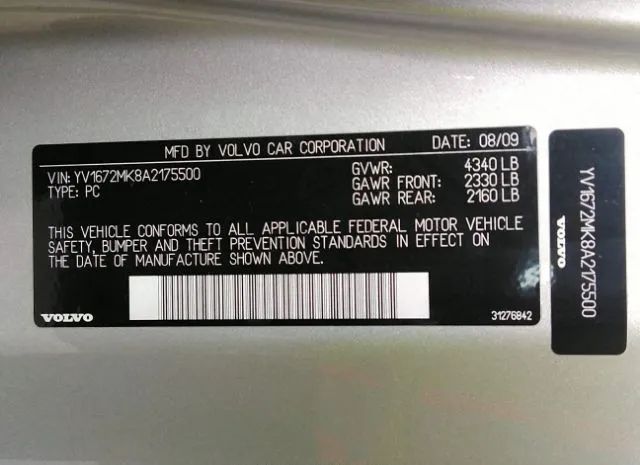 MFD BY VOLVO CAR CORPORATION DATE: 08/09
VIN: YV1672MK8A2175500 GVWR: 4340 LB
TYPE: PC GAWR FRONT: 2330 LB
GAWR REAR: 2160 LB
THIS VEHICLE CONFORMS TO ALL APPLICABLE FEDERAL MOTOR VEHICLE
SAFETY, BUMPER AND THEFT PREVENTION STANDARDS IN EFFECT ON
THE DATE OF MANUFACTURE SHOWN ABOVE.
VOLVO 31276842
YV1672MK8A2175500
VOLVO